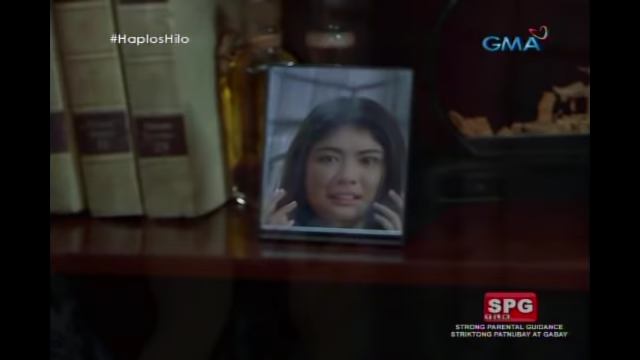 #HaplosHilo
GMA
SPG
STRONG PARENTAL GUIDANCE
STRIKTONG PATNUBAY AT GABAY